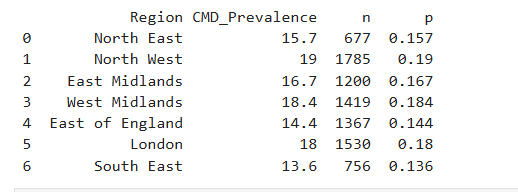 Region CMD_Prevalence n p
0 North East 15.7 677 0.157
1 North West 19 1785 0.19
2 East Midlands 16.7 1200 0.167
3 West Midlands 18.4 1419 0.184
4 East of England 14.4 1367 0.144
5 London 18 1530 0.18
6 South East 13.6 756 0.136